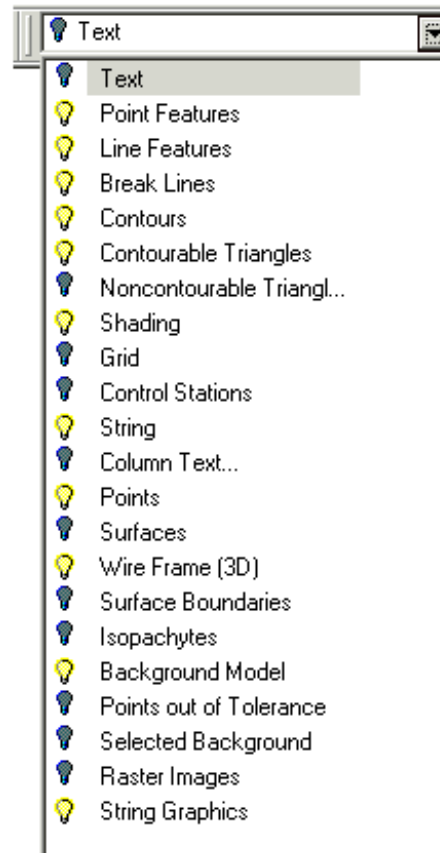 Text
Text
Point Features
Line Features
Break Lines
Contours
Contourable Triangles
Noncontourable Triangl...
Shading
Grid
Control Stations
String
Column Text...
Points
Surfaces
Wire Frame (3D)
Surface Boundaries
Isopachytes
Background Model
Points out of Tolerance
Selected Background
Raster Images
String Graphics